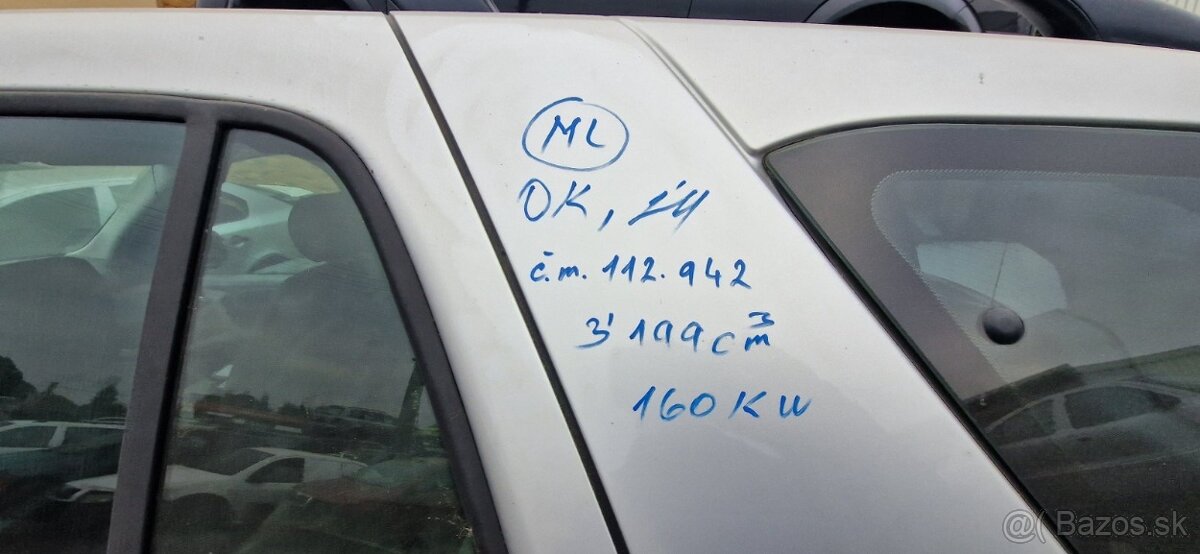 ML
OK,
č.m. 112.942
3'199cm³
160KW
@( Bazos.sk